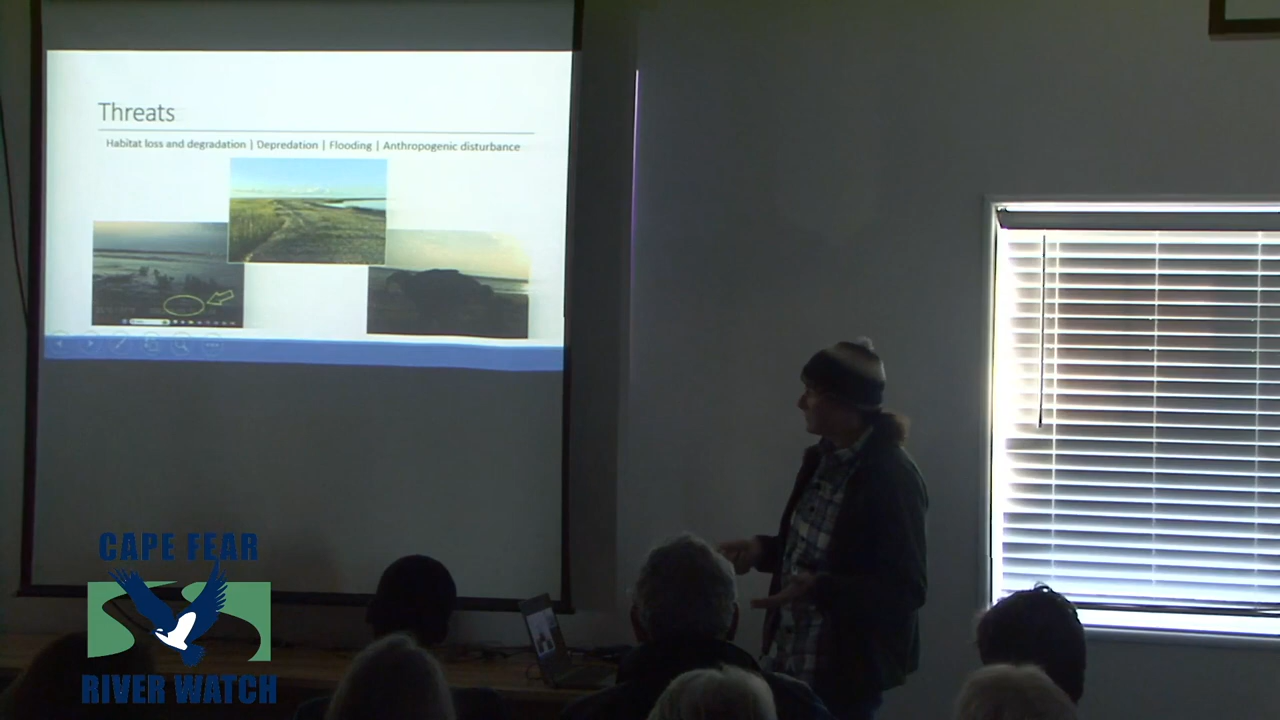 Threats
Habitat loss and degradation | Depredation | Flooding | Anthropogenic disturbance
CAPE FEAR
RIVER WATCH